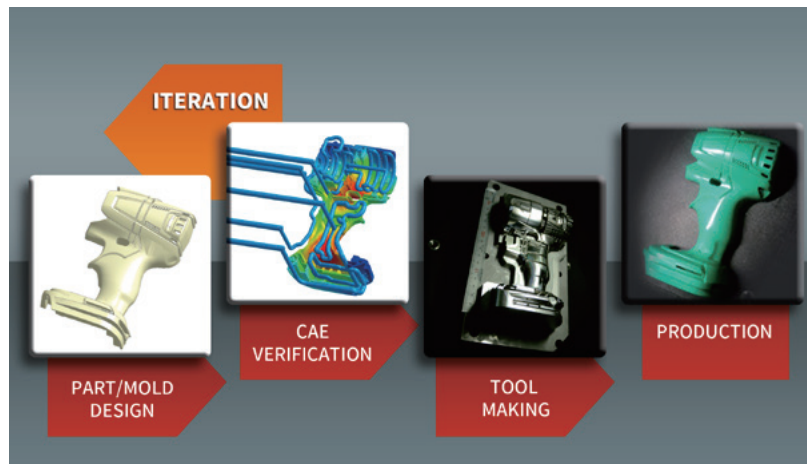 ITERATION
PART/MOLD
DESIGN
CAE
VERIFICATION
TOOL
MAKING
PRODUCTION